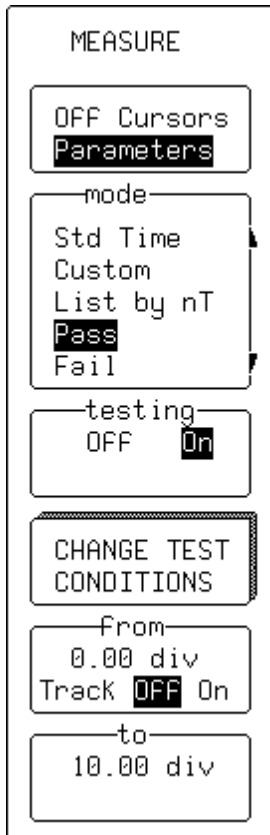 MEASURE
OFF Cursors
Parameters
mode
Std Time
Custom
List by nT
Pass
Fail
testing
OFF On
CHANGE TEST
CONDITIONS
from
0.00 div
Track OFF On
to
10.00 div